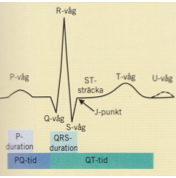 R-våg
P-våg
ST-
sträcka
T-våg
U-våg
J-punkt
Q-våg
S-våg
P-
duration
QRS-
duration
PQ-tid
QT-tid